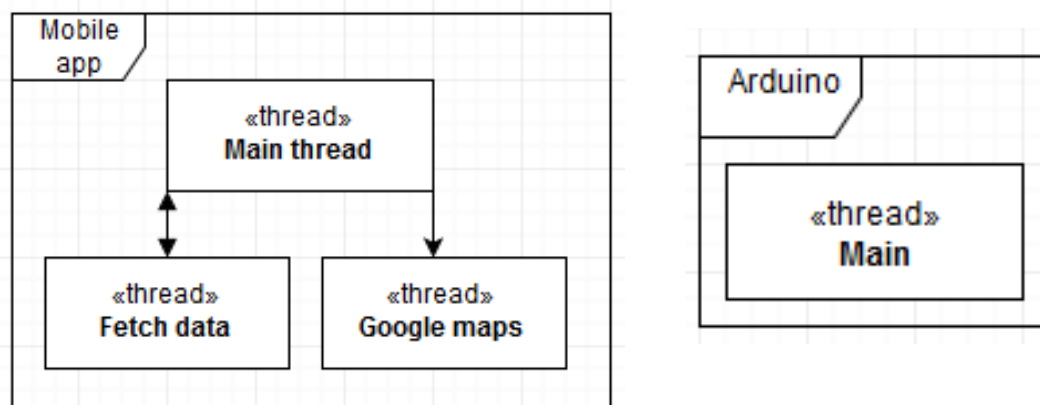 Mobile
app
«thread»
Main thread
«thread»
Fetch data
«thread»
Google maps
Arduino
«thread»
Main